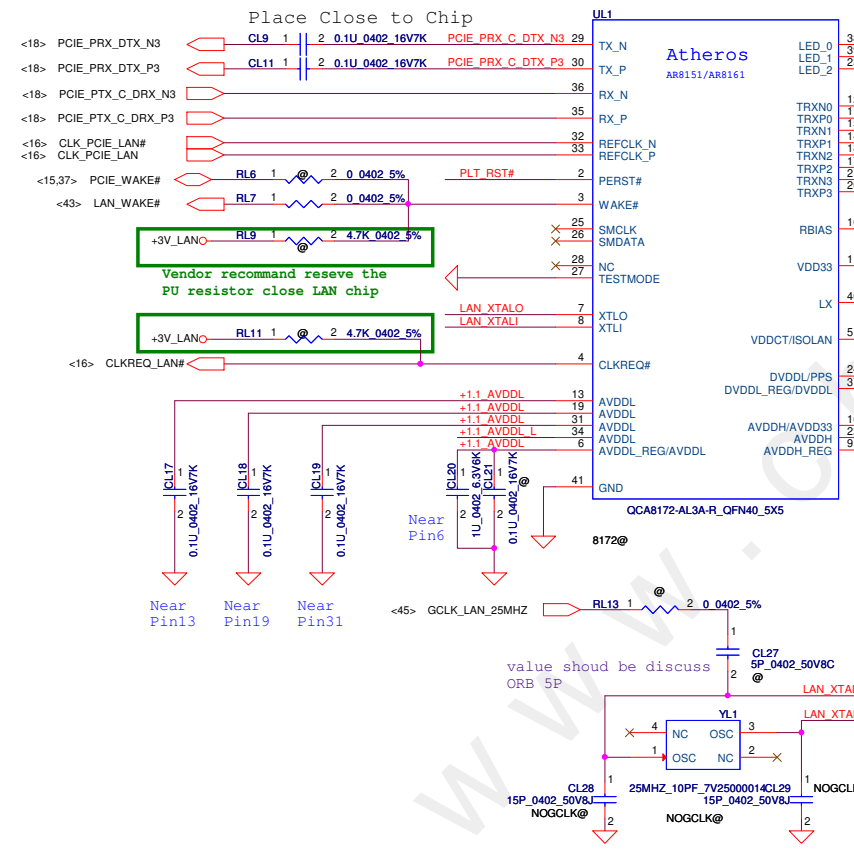 Place Close to Chip
UL1
<18> PCIE_PRX_DTX_N3 CL9 1 2 0.1U_0402_16V7K PCIE_PRX_C_DTX_N3 29 TX_N
<18> PCIE_PRX_DTX_P3 CL11 1 2 0.1U_0402_16V7K PCIE_PRX_C_DTX_P3 30 TX_P
Atheros
AR8151/AR8161
LED_0
LED_1
LED_2
<18> PCIE_PTX_C_DRX_N3 36 RX_N
<18> PCIE_PTX_C_DRX_P3 35 RX_P
TRXN0
TRXP0
TRXN1
TRXP1
TRXN2
TRXP2
TRXN3
TRXP3
<16> CLK_PCIE_LAN# 32 REFCLK_N
<16> CLK_PCIE_LAN 33 REFCLK_P
<15,37> PCIE_WAKE# RL6 1 @ 2 0_0402_5% PLT_RST# 2 PERST#
<43> LAN_WAKE# RL7 1 2 0_0402_5% 3 WAKE#
+3V_LAN RL9 1 @ 2 4.7K_0402_5%
25 SMCLK
26 SMDATA
RBIAS
Vendor recommand reseve the
PU resistor close LAN chip
28 NC
27 TESTMODE
VDD33
LX
LAN_XTALO 7 XTLO
LAN_XTALI 8 XTLI
+3V_LAN RL11 1 @ 2 4.7K_0402_5%
VDDCT/ISOLAN
<16> CLKREQ_LAN# 4 CLKREQ#
DVDDL/PPS
DVDDL_REG/DVDDL
+1.1_AVDDL 13 AVDDL
+1.1_AVDDL 19 AVDDL
+1.1_AVDDL 31 AVDDL
+1.1_AVDDL_L 34 AVDDL
+1.1_AVDDL 6 AVDDL_REG/AVDDL
AVDDH/AVDD33
AVDDH
AVDDH_REG
CL17 1 2 0.1U_0402_16V7K
CL18 1 2 0.1U_0402_16V7K
CL19 1 2 0.1U_0402_16V7K
CL20 1 2 1U_0402_6.3V6K
CL21 1 2 0.1U_0402_16V7K @
41 GND
QCA8172-AL3A-R_QFN40_5X5
8172@
Near
Pin6
Near
Pin13
Near
Pin19
Near
Pin31
<45> GCLK_LAN_25MHZ RL13 1 @ 2 0_0402_5%
1
CL27
5P_0402_50V8C
2 @
value shoud be discuss
ORB 5P
YL1
4 NC OSC 3
1 OSC NC 2
25MHZ_10PF_7V25000014
NOGCLK@
CL28 1
15P_0402_50V8J
NOGCLK@
2
CL29 1
15P_0402_50V8J
2
www.